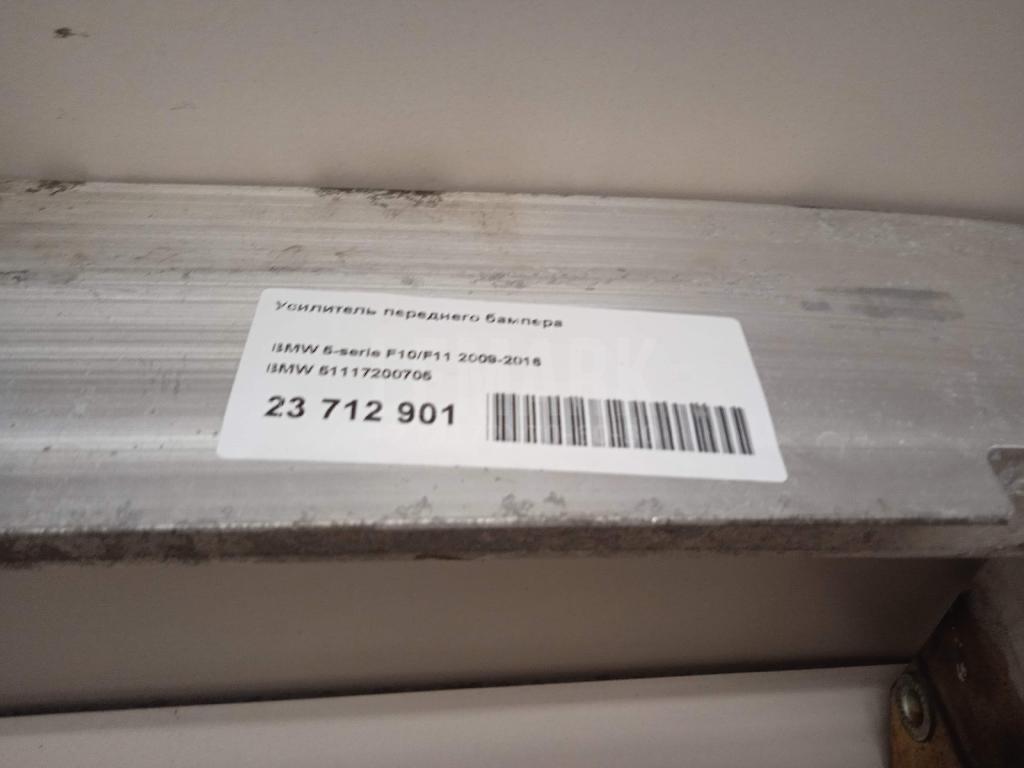 Усилитель переднего бампера
BMW 5-serie F10/F11 2009-2016
BMW 51117200705
23 712 901